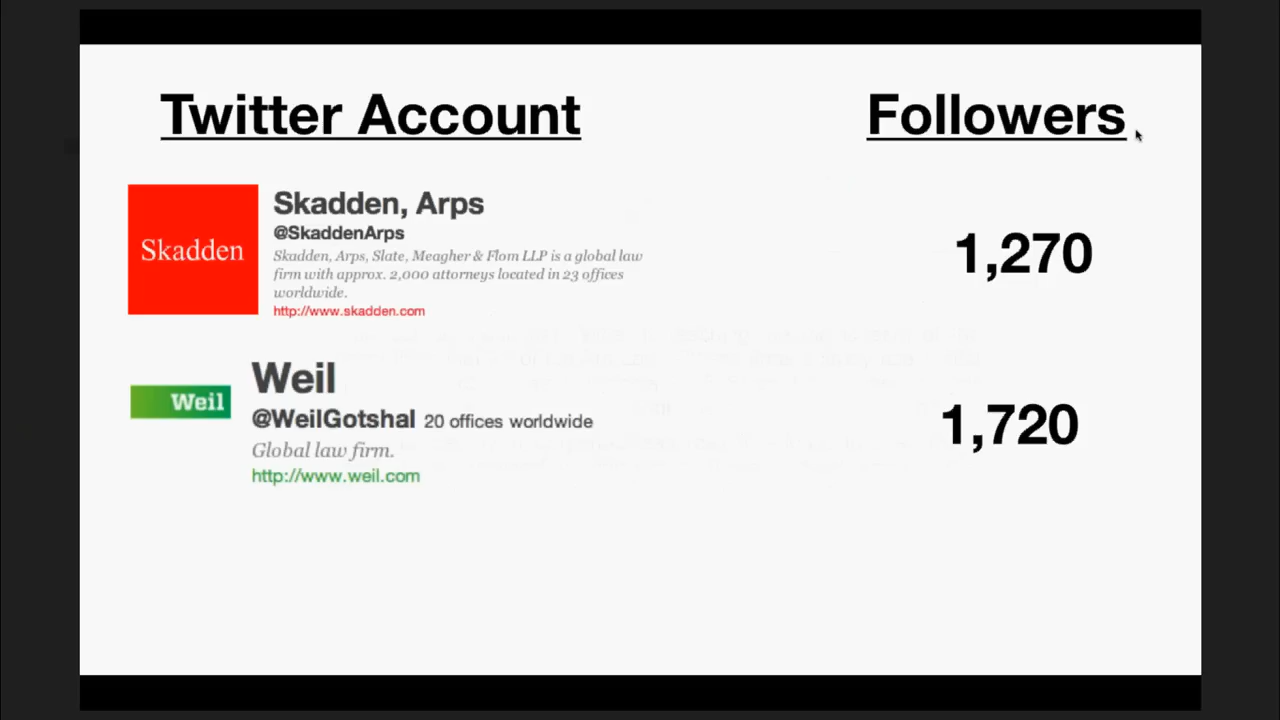 Twitter Account
Followers
Skadden
Skadden, Arps
@SkaddenArps
Skadden, Arps, Slate, Meagher & Flom LLP is a global law
firm with approx. 2,000 attorneys located in 23 offices
worldwide.
http://www.skadden.com
1,270
Weil
Weil
@WeilGotshal 20 offices worldwide
Global law firm.
http://www.weil.com
1,720